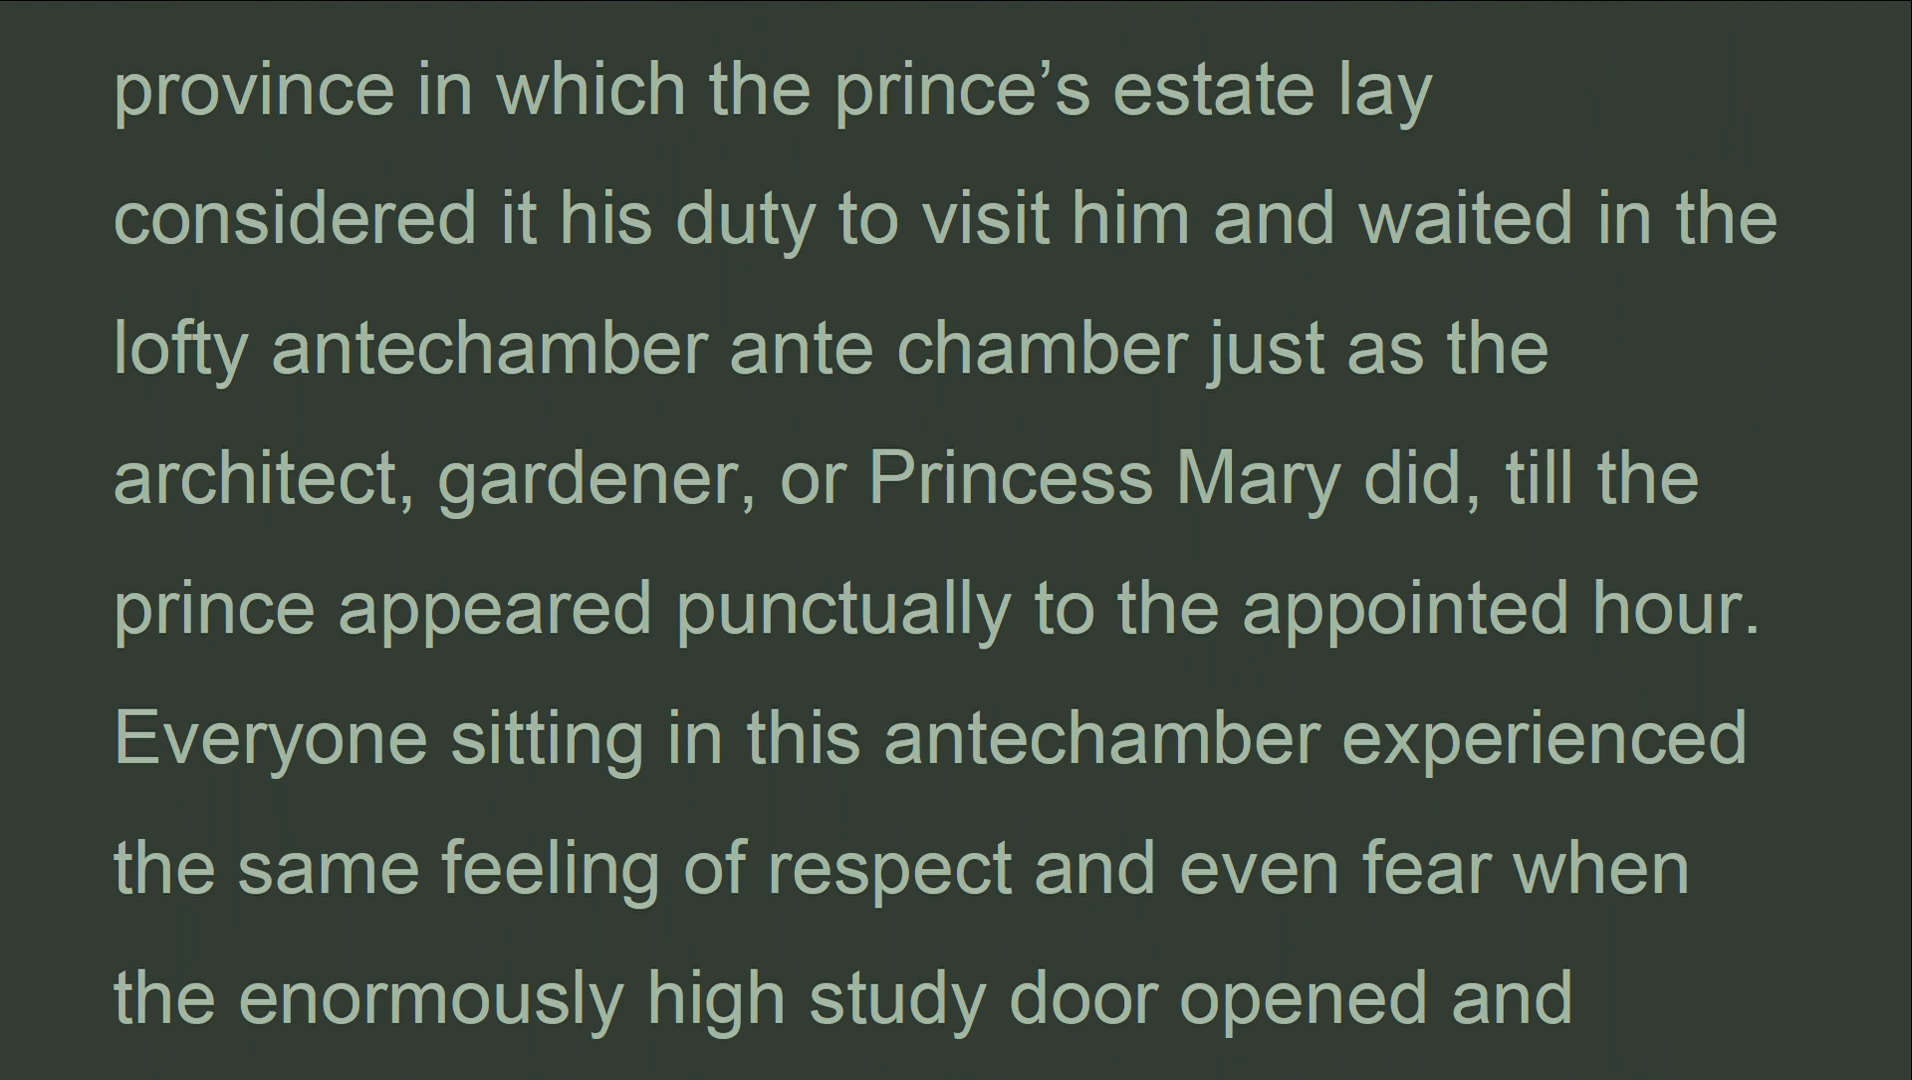 province in which the prince’s estate lay
considered it his duty to visit him and waited in the
lofty antechamber ante chamber just as the
architect, gardener, or Princess Mary did, till the
prince appeared punctually to the appointed hour.
Everyone sitting in this antechamber experienced
the same feeling of respect and even fear when
the enormously high study door opened and